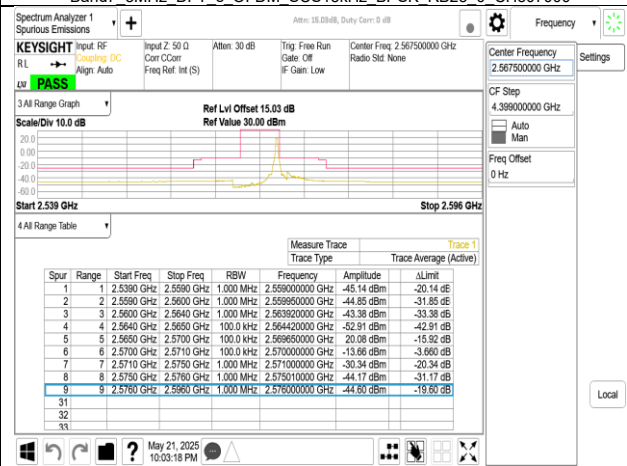 Spectrum Analyzer 1
Spurious Emissions
Attn: 15.03dB, Duty Corr: 0 dB
Frequency
KEYSIGHT Input: RF Input Z: 50 Ω Atten: 30 dB Trig: Free Run Center Freq: 2.567500000 GHz
RL Coupling: DC Corr CCorr Gate: Off Radio Std: None
Align: Auto Freq Ref: Int (S) IF Gain: Low
LXI PASS
Center Frequency
2.567500000 GHz
Settings
CF Step
4.399000000 GHz
Auto
Man
Freq Offset
0 Hz
3 All Range Graph
Ref Lvl Offset 15.03 dB
Scale/Div 10.0 dB Ref Value 30.00 dBm
20.0
0.00
-20.0
-40.0
-60.0
Start 2.539 GHz Stop 2.596 GHz
4 All Range Table
Measure Trace Trace 1
Trace Type Trace Average (Active)
Spur Range Start Freq Stop Freq RBW Frequency Amplitude ΔLimit
1 1 2.5390 GHz 2.5590 GHz 1.000 MHz 2.559000000 GHz -45.14 dBm -20.14 dB
2 2 2.5590 GHz 2.5600 GHz 1.000 MHz 2.559950000 GHz -44.85 dBm -31.85 dB
3 3 2.5600 GHz 2.5640 GHz 1.000 MHz 2.563920000 GHz -43.38 dBm -33.38 dB
4 4 2.5640 GHz 2.5650 GHz 100.0 kHz 2.564420000 GHz -52.91 dBm -42.91 dB
5 5 2.5650 GHz 2.5700 GHz 100.0 kHz 2.569650000 GHz 20.08 dBm -15.92 dB
6 6 2.5700 GHz 2.5710 GHz 100.0 kHz 2.570000000 GHz -13.66 dBm -3.660 dB
7 7 2.5710 GHz 2.5750 GHz 1.000 MHz 2.571000000 GHz -30.34 dBm -20.34 dB
8 8 2.5750 GHz 2.5760 GHz 1.000 MHz 2.575010000 GHz -44.17 dBm -31.17 dB
9 9 2.5760 GHz 2.5960 GHz 1.000 MHz 2.576000000 GHz -44.60 dBm -19.60 dB
31
32
33
Local
May 21, 2025
10:03:18 PM